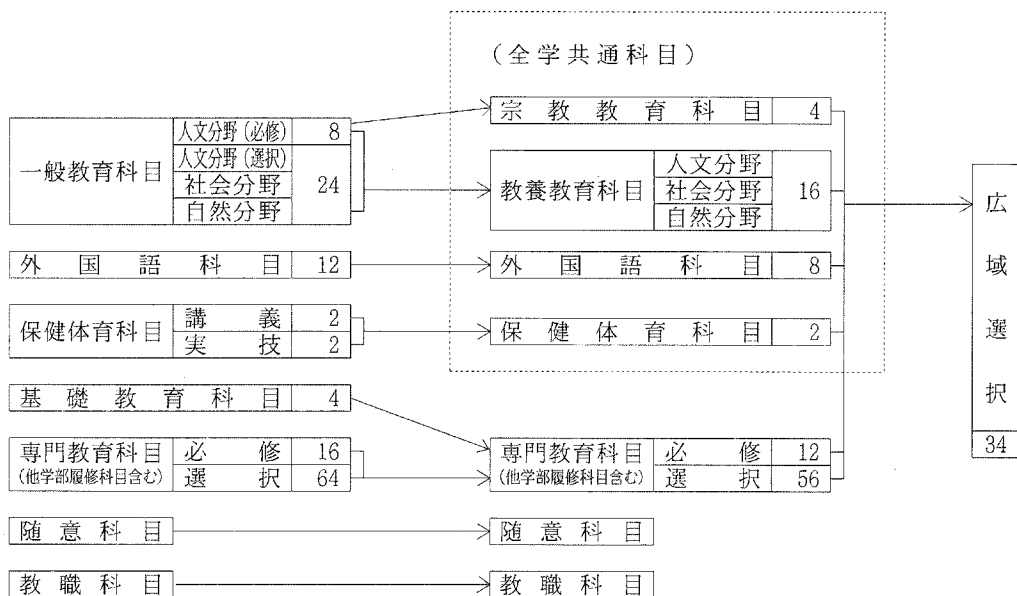 (全学共通科目)
宗教教育科目 4
一般教育科目
人文分野(必修) 8
人文分野(選択)
社会分野 24
自然分野
教養教育科目
人文分野
社会分野 16
自然分野
広域選択
34
外国語科目 12
外国語科目 8
保健体育科目
講義 2
実技 2
保健体育科目 2
基礎教育科目 4
専門教育科目
(他学部履修科目含む)
必修 16
選択 64
専門教育科目
(他学部履修科目含む)
必修 12
選択 56
随意科目
随意科目
教職科目
教職科目